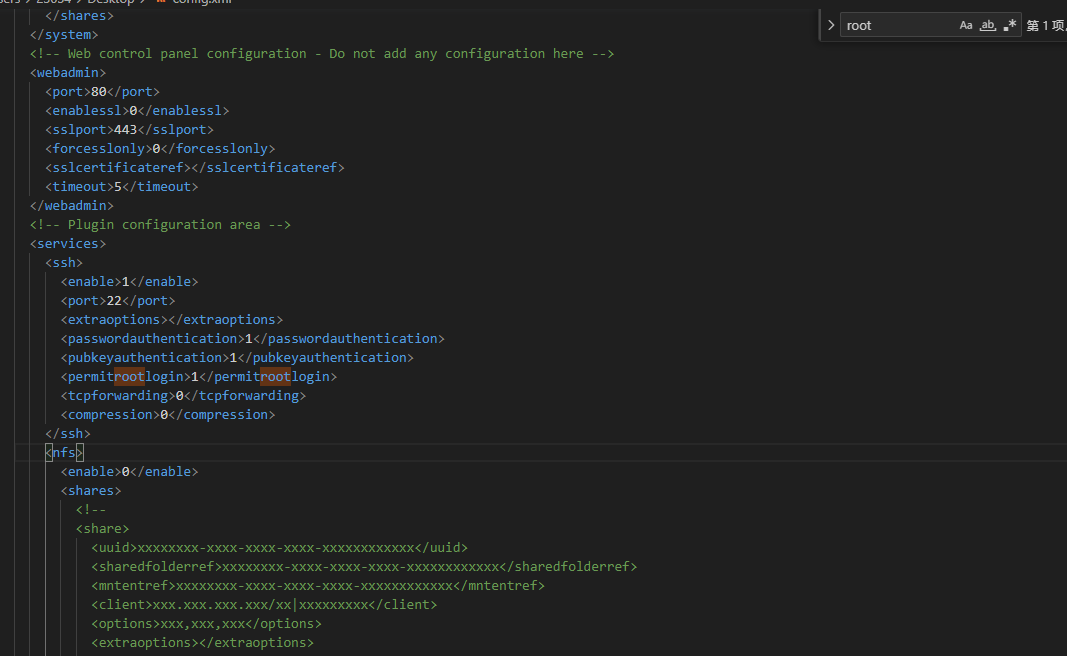 Desktop
config.xml
</shares>
</system>
<!-- Web control panel configuration - Do not add any configuration here -->
<webadmin>
<port>80</port>
<enablessl>0</enablessl>
<sslport>443</sslport>
<forcesslonly>0</forcesslonly>
<sslcertificateref></sslcertificateref>
<timeout>5</timeout>
</webadmin>
<!-- Plugin configuration area -->
<services>
<ssh>
<enable>1</enable>
<port>22</port>
<extraoptions></extraoptions>
<passwordauthentication>1</passwordauthentication>
<pubkeyauthentication>1</pubkeyauthentication>
<permitrootlogin>1</permitrootlogin>
<tcpforwarding>0</tcpforwarding>
<compression>0</compression>
</ssh>
<nfs>
<enable>0</enable>
<shares>
<!--
<share>
<uuid>xxxxxxxx-xxxx-xxxx-xxxx-xxxxxxxxxxxx</uuid>
<sharedfolderref>xxxxxxxx-xxxx-xxxx-xxxx-xxxxxxxxxxxx</sharedfolderref>
<mntentref>xxxxxxxx-xxxx-xxxx-xxxx-xxxxxxxxxxxx</mntentref>
<client>xxx.xxx.xxx.xxx/xx|xxxxxxxxx</client>
<options>xxx,xxx,xxx</options>
<extraoptions></extraoptions>
root
Aa ab .*
第 1 项